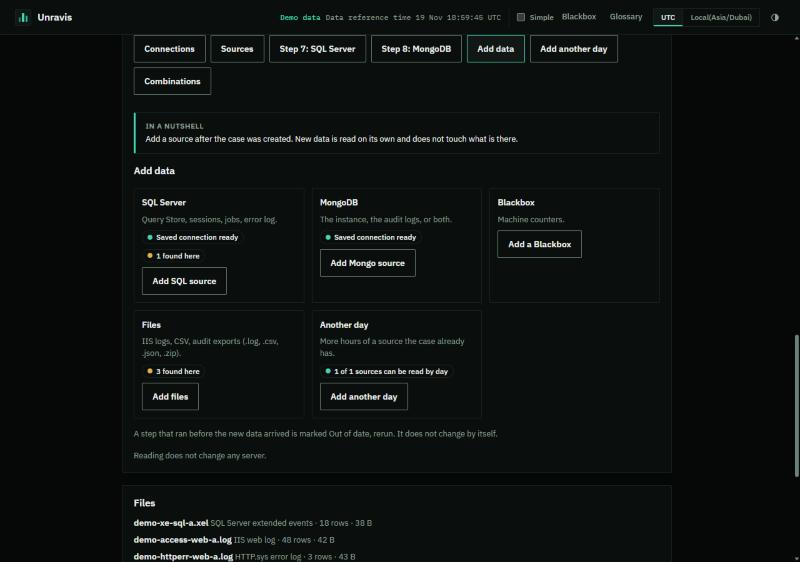 Unravis
Demo data Data reference time 19 Nov 18:59:45 UTC
Simple
Blackbox
Glossary
UTC
Local(Asia/Dubai)
Connections
Sources
Step 7: SQL Server
Step 8: MongoDB
Add data
Add another day
Combinations
IN A NUTSHELL
Add a source after the case was created. New data is read on its own and does not touch what is there.
Add data
SQL Server
Query Store, sessions, jobs, error log.
Saved connection ready
1 found here
Add SQL source
MongoDB
The instance, the audit logs, or both.
Saved connection ready
Add Mongo source
Blackbox
Machine counters.
Add a Blackbox
Files
IIS logs, CSV, audit exports (.log, .csv,
.json, .zip).
3 found here
Add files
Another day
More hours of a source the case already
has.
1 of 1 sources can be read by day
Add another day
A step that ran before the new data arrived is marked Out of date, rerun. It does not change by itself.
Reading does not change any server.
Files
demo-xe-sql-a.xel SQL Server extended events · 18 rows · 38 B
demo-access-web-a.log IIS web log · 48 rows · 42 B
demo-httperr-web-a.log HTTP.sys error log · 3 rows · 43 B